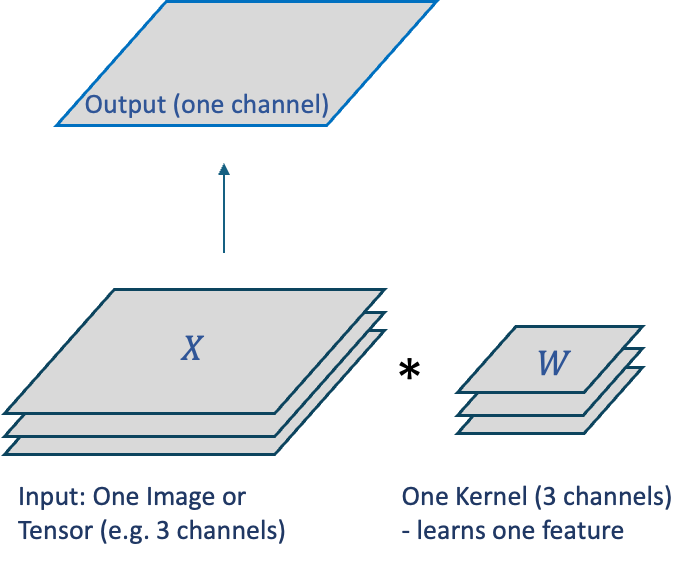 Output (one channel)
X
*
W
Input: One Image or
Tensor (e.g. 3 channels)
One Kernel (3 channels)
- learns one feature